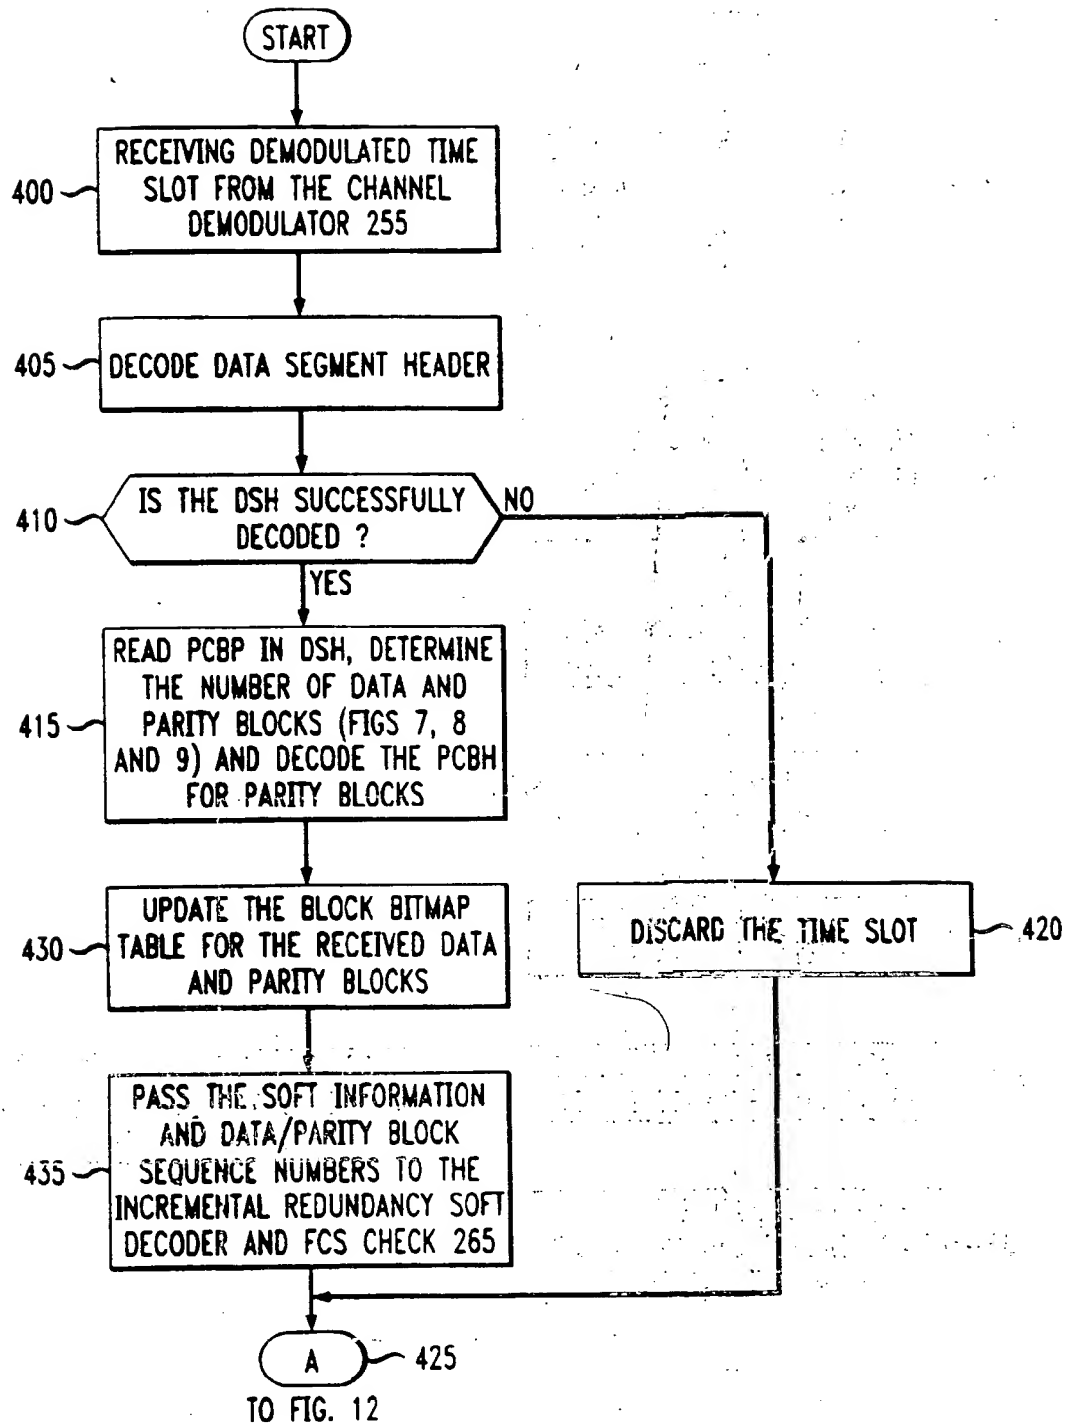 START
RECEIVING DEMODULATED TIME
SLOT FROM THE CHANNEL
DEMODULATOR 255
400
405
DECODE DATA SEGMENT HEADER
410
IS THE DSH SUCCESSFULLY
DECODED ?
NO
YES
READ PCBP IN DSH, DETERMINE
THE NUMBER OF DATA AND
PARITY BLOCKS (FIGS 7, 8
AND 9) AND DECODE THE PCBH
FOR PARITY BLOCKS
415
UPDATE THE BLOCK BITMAP
TABLE FOR THE RECEIVED DATA
AND PARITY BLOCKS
430
DISCARD THE TIME SLOT
420
PASS THE SOFT INFORMATION
AND DATA/PARITY BLOCK
SEQUENCE NUMBERS TO THE
INCREMENTAL REDUNDANCY SOFT
DECODER AND FCS CHECK 265
435
A
425
TO FIG. 12